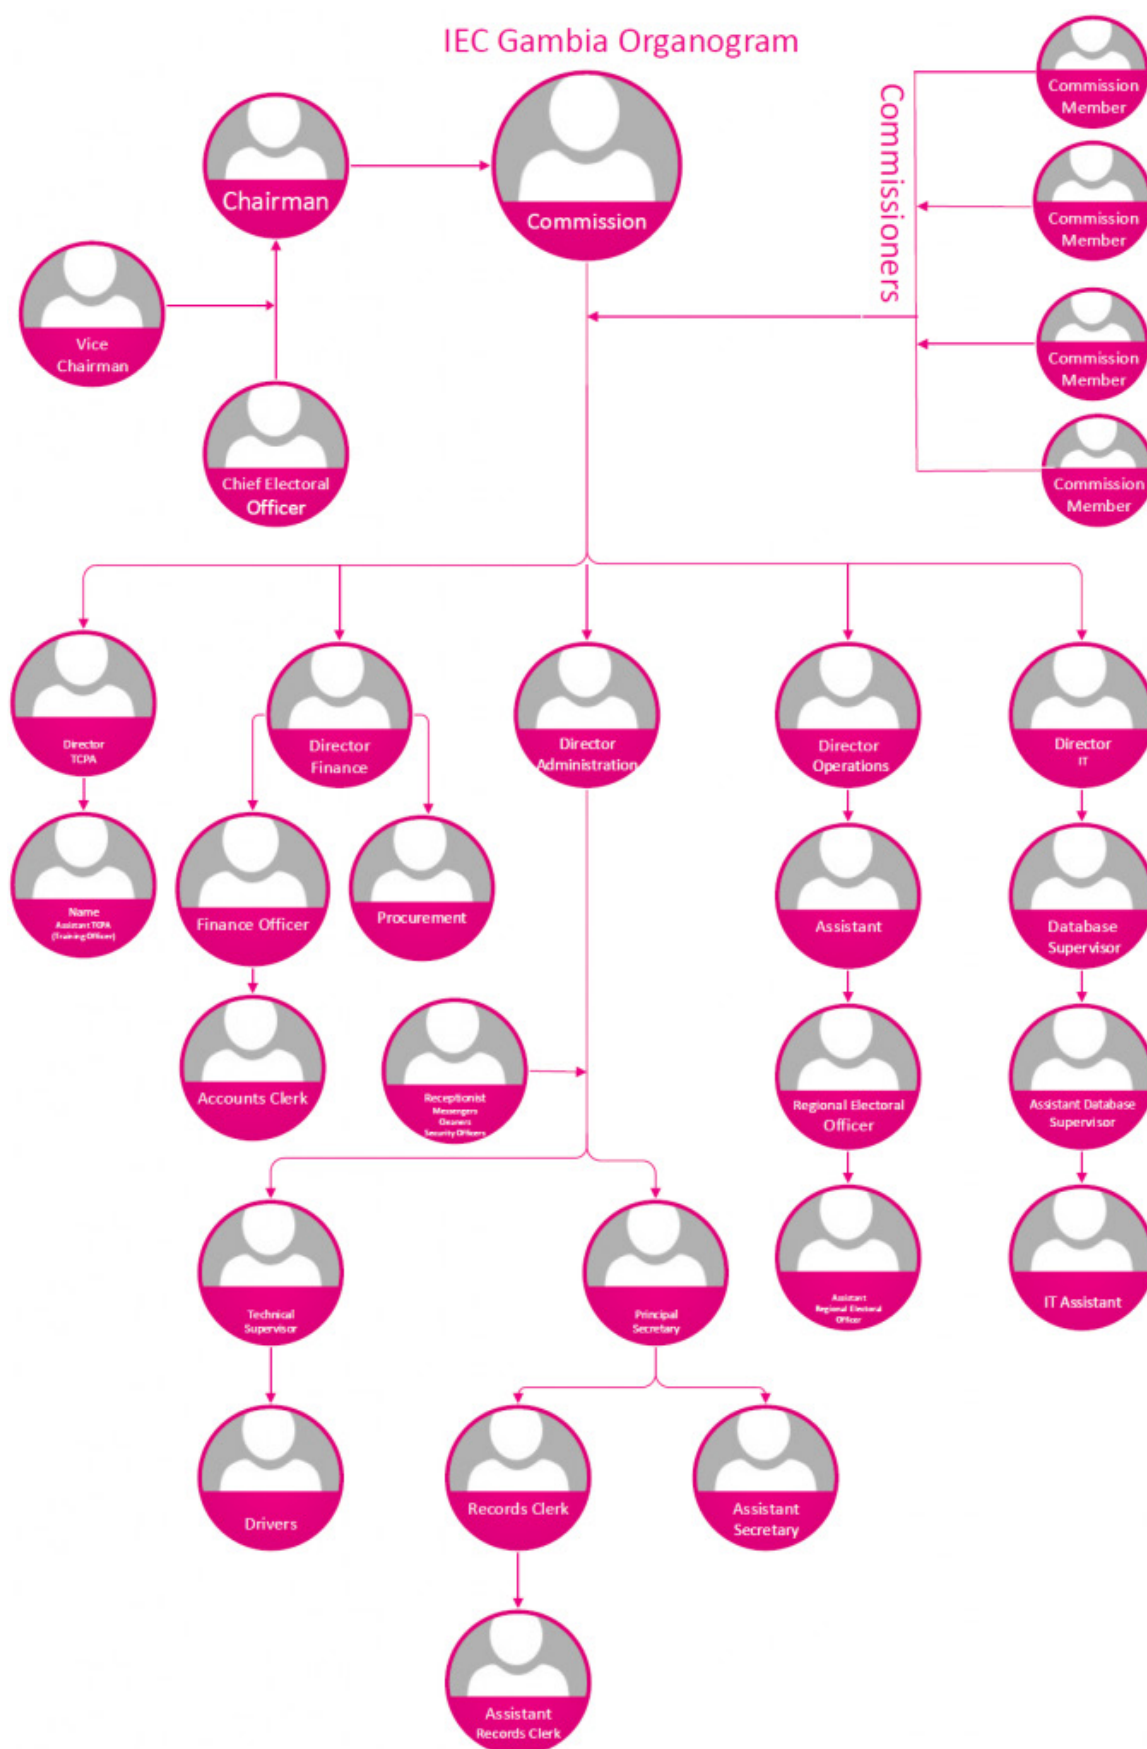 IEC Gambia Organogram
Commission
Member
Chairman
Commission
Commissioners
Commission
Member
Vice
Chairman
Commission
Member
Chief Electoral
Officer
Commission
Member
Director
TCPA
Director
Finance
Director
Administration
Director
Operations
Director
IT
Name
Assistant TCPA
(Training Officer)
Finance Officer
Procurement
Assistant
Database
Supervisor
Accounts Clerk
Receptionist
Messengers
Cleaners
Security Officers
Regional Electoral
Officer
Assistant Database
Supervisor
Technical
Supervisor
Principal
Secretary
Assistant
Regional Electoral
Officer
IT Assistant
Drivers
Records Clerk
Assistant
Secretary
Assistant
Records Clerk